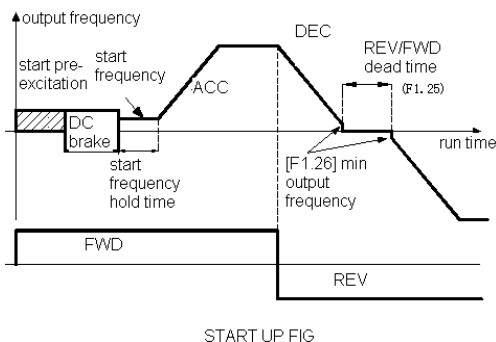 output frequency
start pre-
excitation
start
frequency
DC
brake
ACC
DEC
REV/FWD
dead time
(F1.25)
run time
start
frequency
hold time
[F1.26] min
output
frequency
FWD
REV
START UP FIG